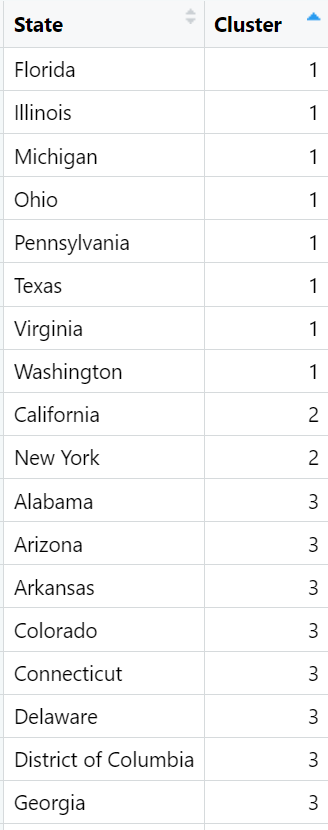 State Cluster
Florida 1
Illinois 1
Michigan 1
Ohio 1
Pennsylvania 1
Texas 1
Virginia 1
Washington 1
California 2
New York 2
Alabama 3
Arizona 3
Arkansas 3
Colorado 3
Connecticut 3
Delaware 3
District of Columbia 3
Georgia 3